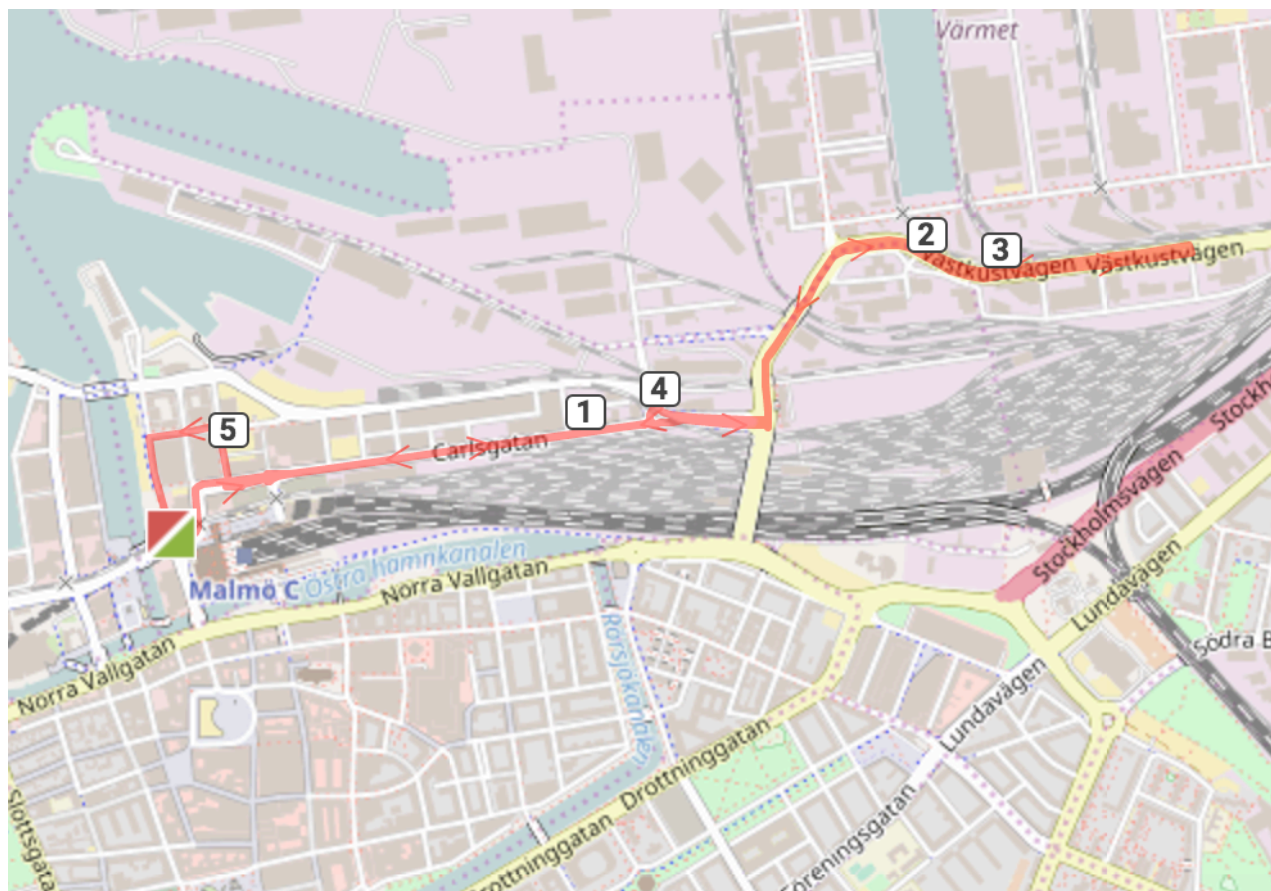 Värmet
2
3
Västkustvägen
Västkustvägen
4
1
5
Carlsgatan
Stockh
Stockholmsvägen
Malmö C
Östra hamnkanalen
Norra Vallgatan
Lundavägen
Södra B
Norra Vallgatan
Rörsjökanalen
Lundavägen
Drottninggatan
Slottsgata
Drottninggatan
Föreningsgatan